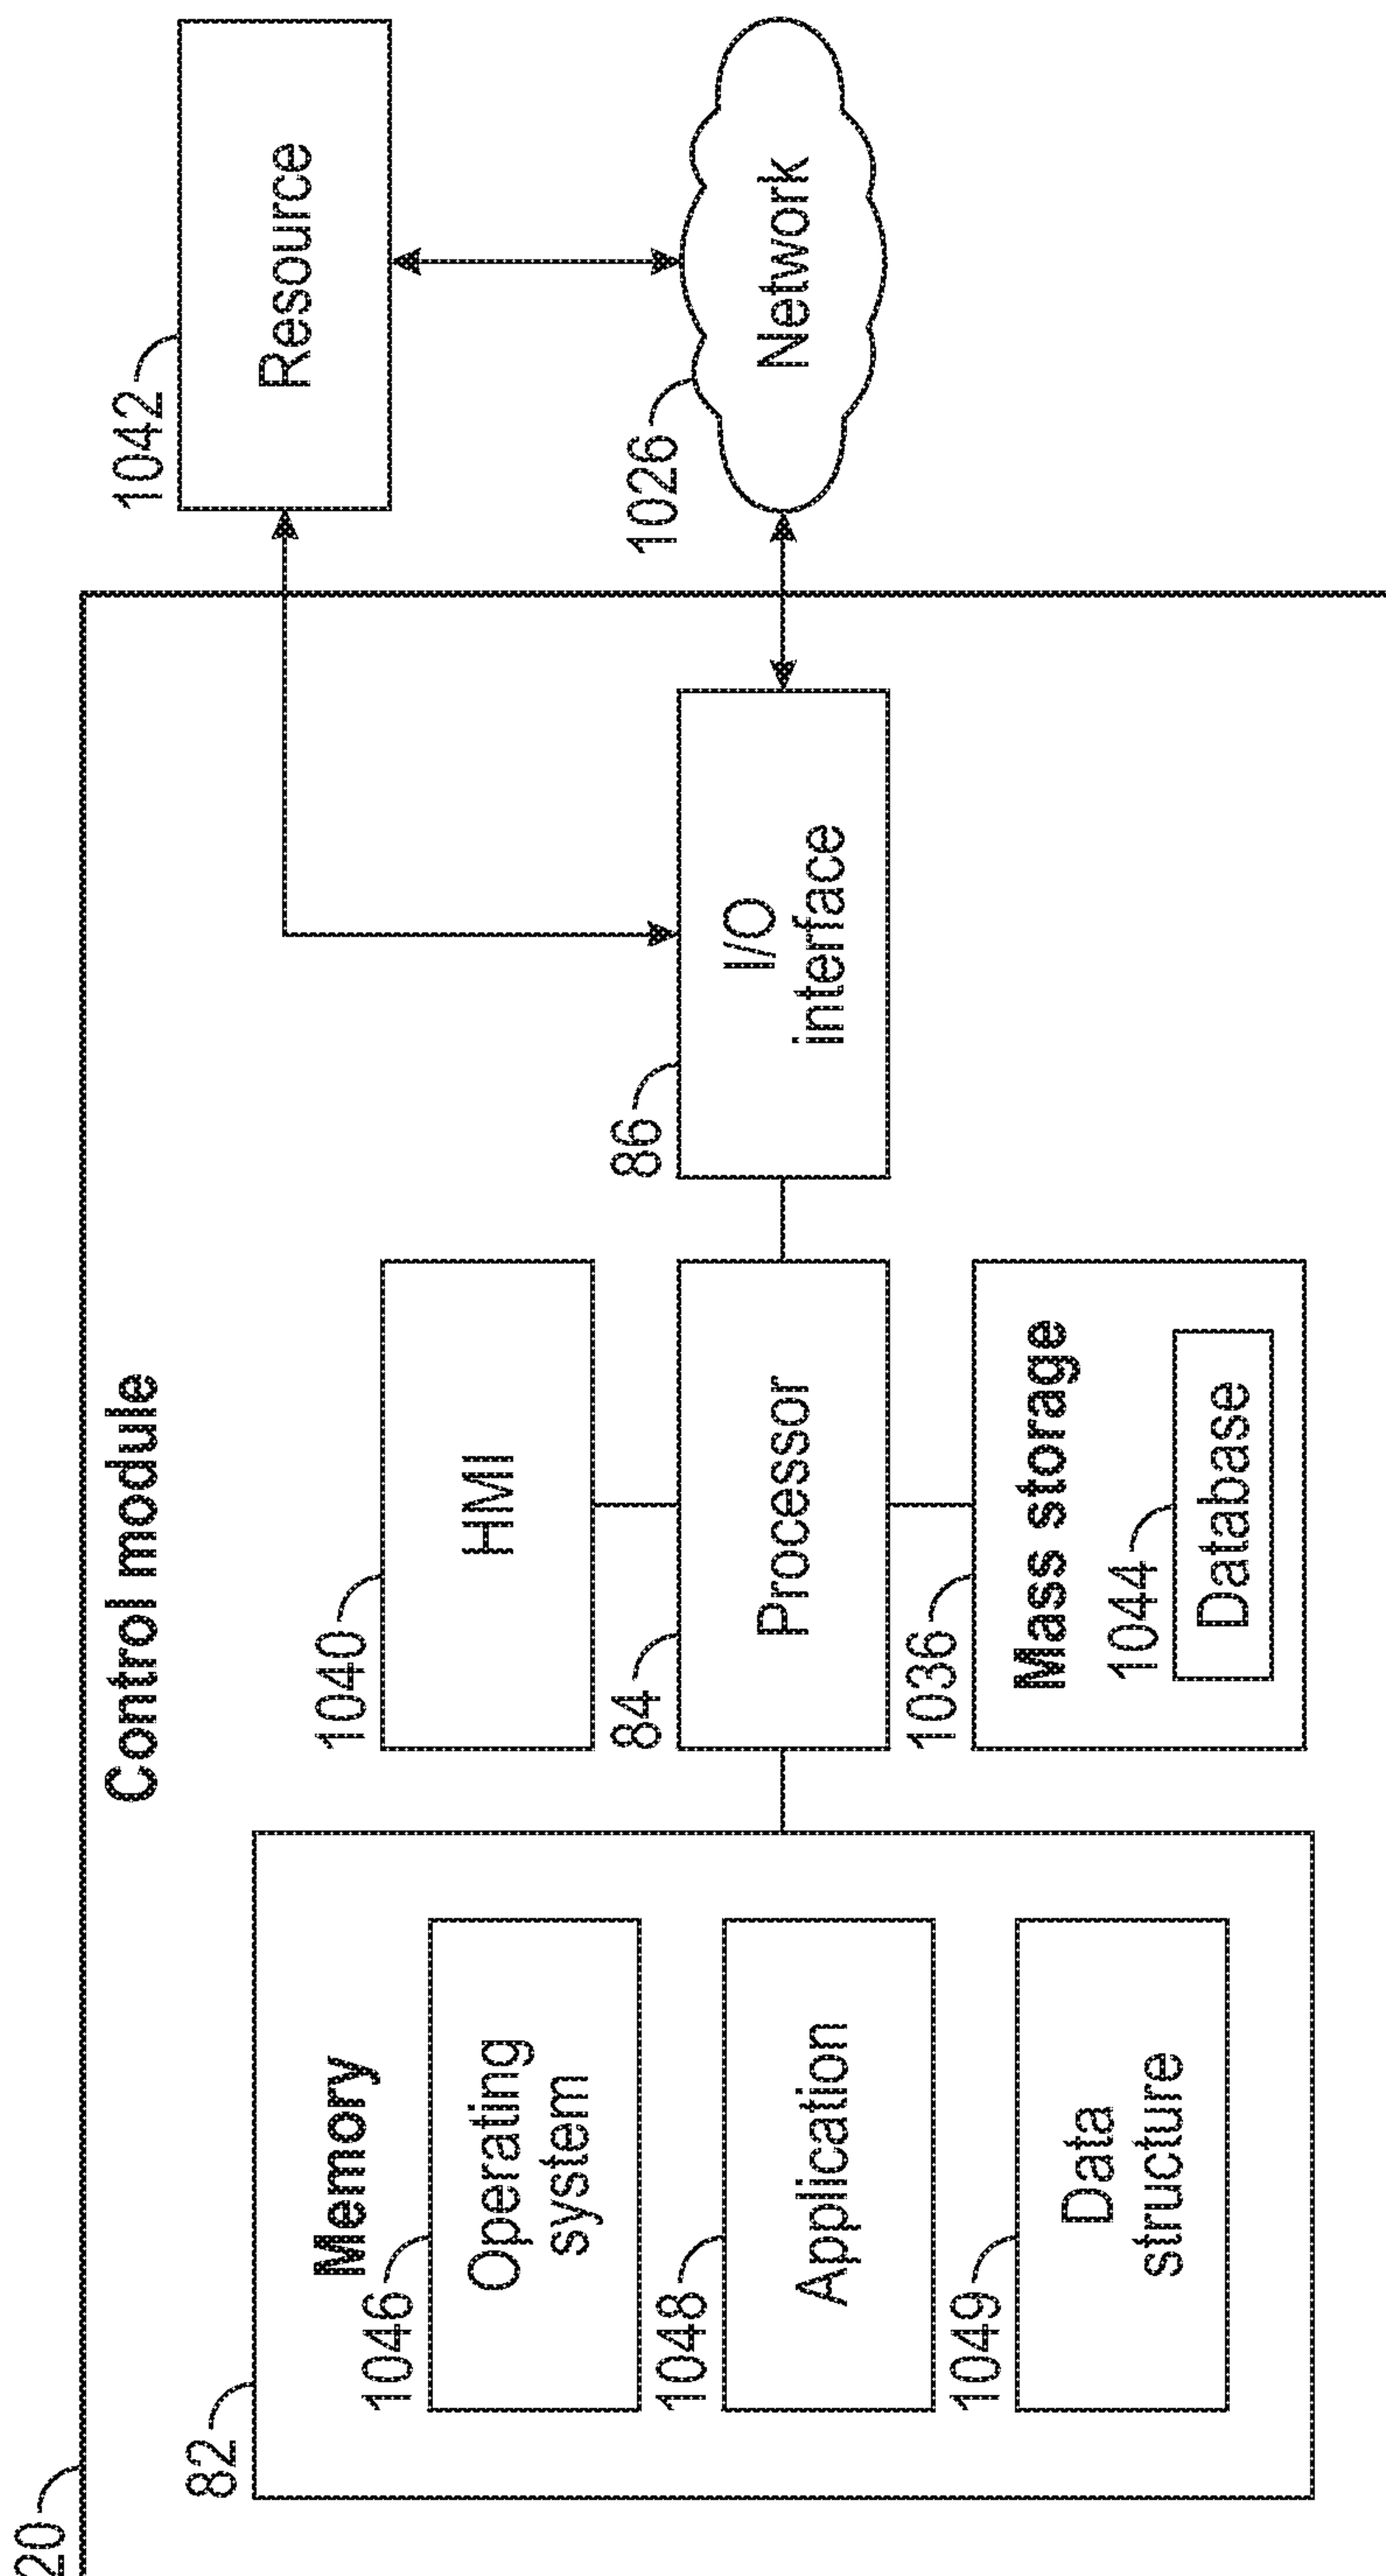 20
Control module
82
Memory
1046
Operating
system
1048
Application
1049
Data
structure
1040
HMI
84
Processor
1036
Mass storage
1044
Database
86
I/O
interface
1042
Resource
1026
Network